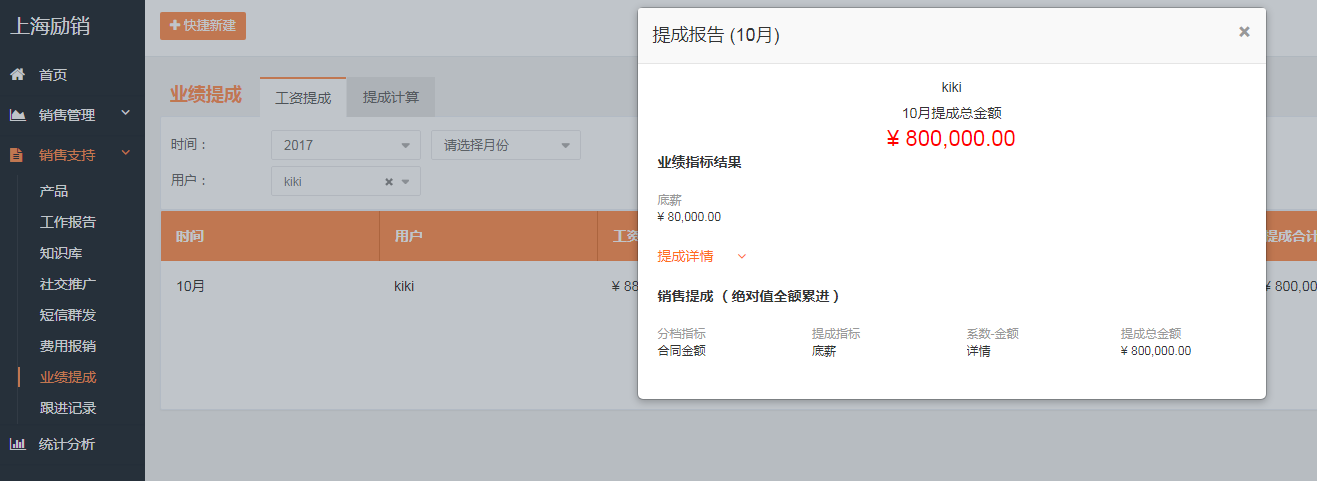 上海励销
首页
销售管理
销售支持
产品
工作报告
知识库
社交推广
短信群发
费用报销
业绩提成
跟进记录
统计分析
快捷新建
业绩提成 工资提成 提成计算
时间： 2017 请选择月份
用户： kiki
时间 用户 提成合计
10月 kiki ¥ 88 ¥ 800,00
提成报告 (10月)
kiki
10月提成总金额
¥ 800,000.00
业绩指标结果
底薪
¥ 80,000.00
提成详情
销售提成 （ 绝对值全额累进 ）
分档指标 提成指标 系数-金额 提成总金额
合同金额 底薪 详情 ¥ 800,000.00